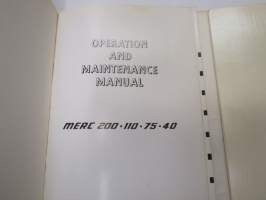 OPERATION
AND
MAINTENANCE
MANUAL
MERC 200·110·75·40